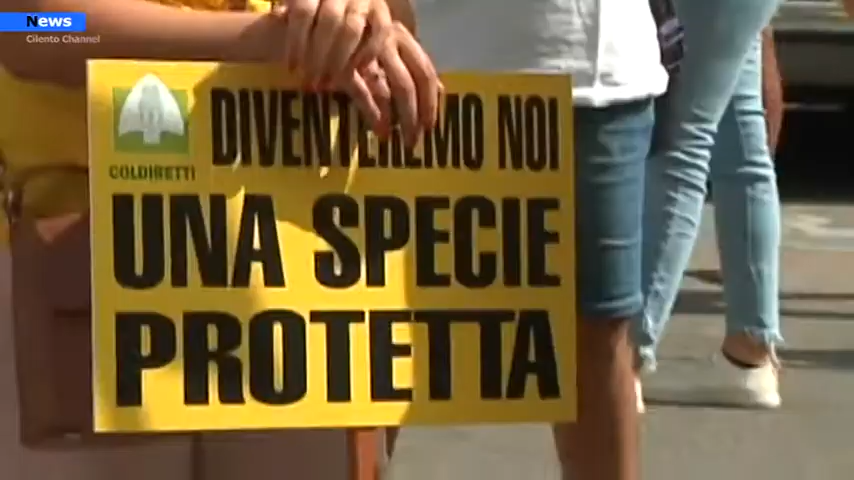 News
Cilento Channel
COLDIRETTI
DIVENTEREMO NOI
UNA SPECIE
PROTETTA